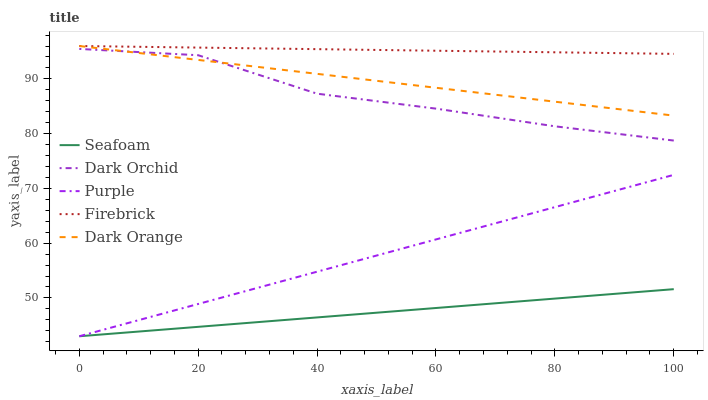 title
yaxis_label
90
80
70
60
50
Seafoam
Dark Orchid
Purple
Firebrick
Dark Orange
0 20 40 60 80 100
xaxis_label